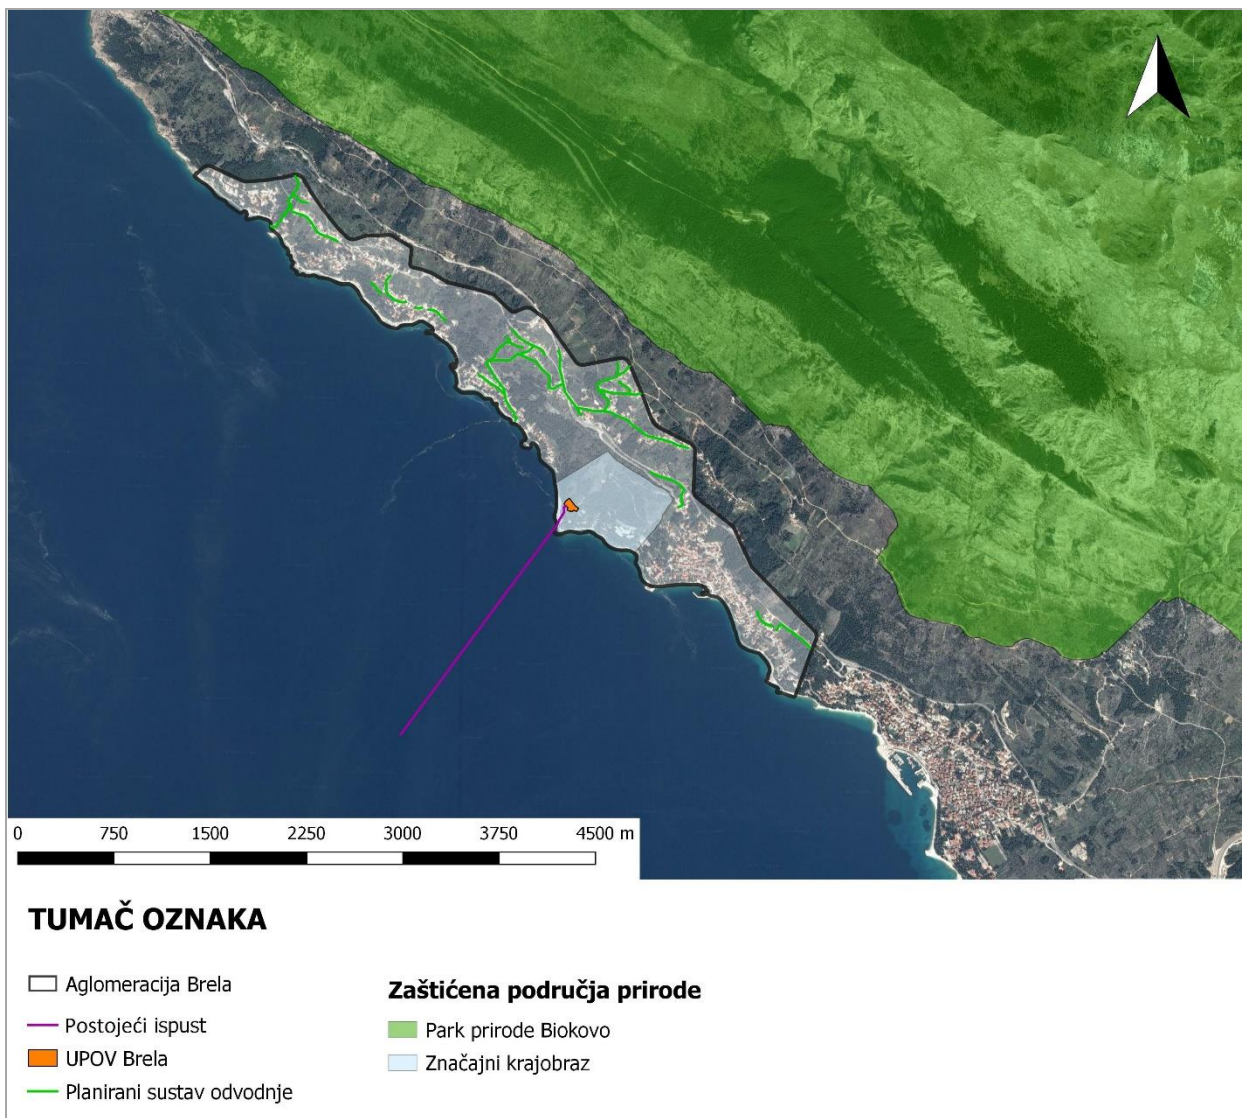 0 750 1500 2250 3000 3750 4500 m
TUMAČ OZNAKA
Aglomeracija Brela
Postojeći ispust
UPOV Brela
Planirani sustav odvodnje
Zaštićena područja prirode
Park prirode Biokovo
Značajni krajobraz